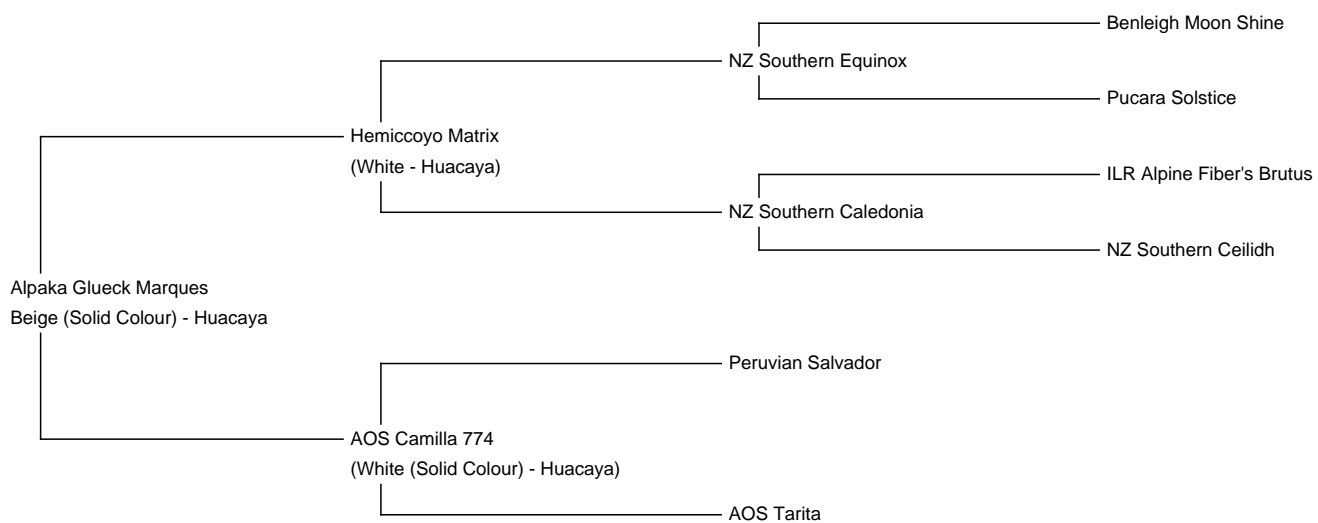 Benleigh Moon Shine
NZ Southern Equinox
Pucara Solstice
Hemiccoyo Matrix
(White - Huacaya)
ILR Alpine Fiber's Brutus
NZ Southern Caledonia
NZ Southern Ceilidh
Alpaka Glueck Marques
Beige (Solid Colour) - Huacaya
Peruvian Salvador
AOS Camilla 774
(White (Solid Colour) - Huacaya)
AOS Tarita